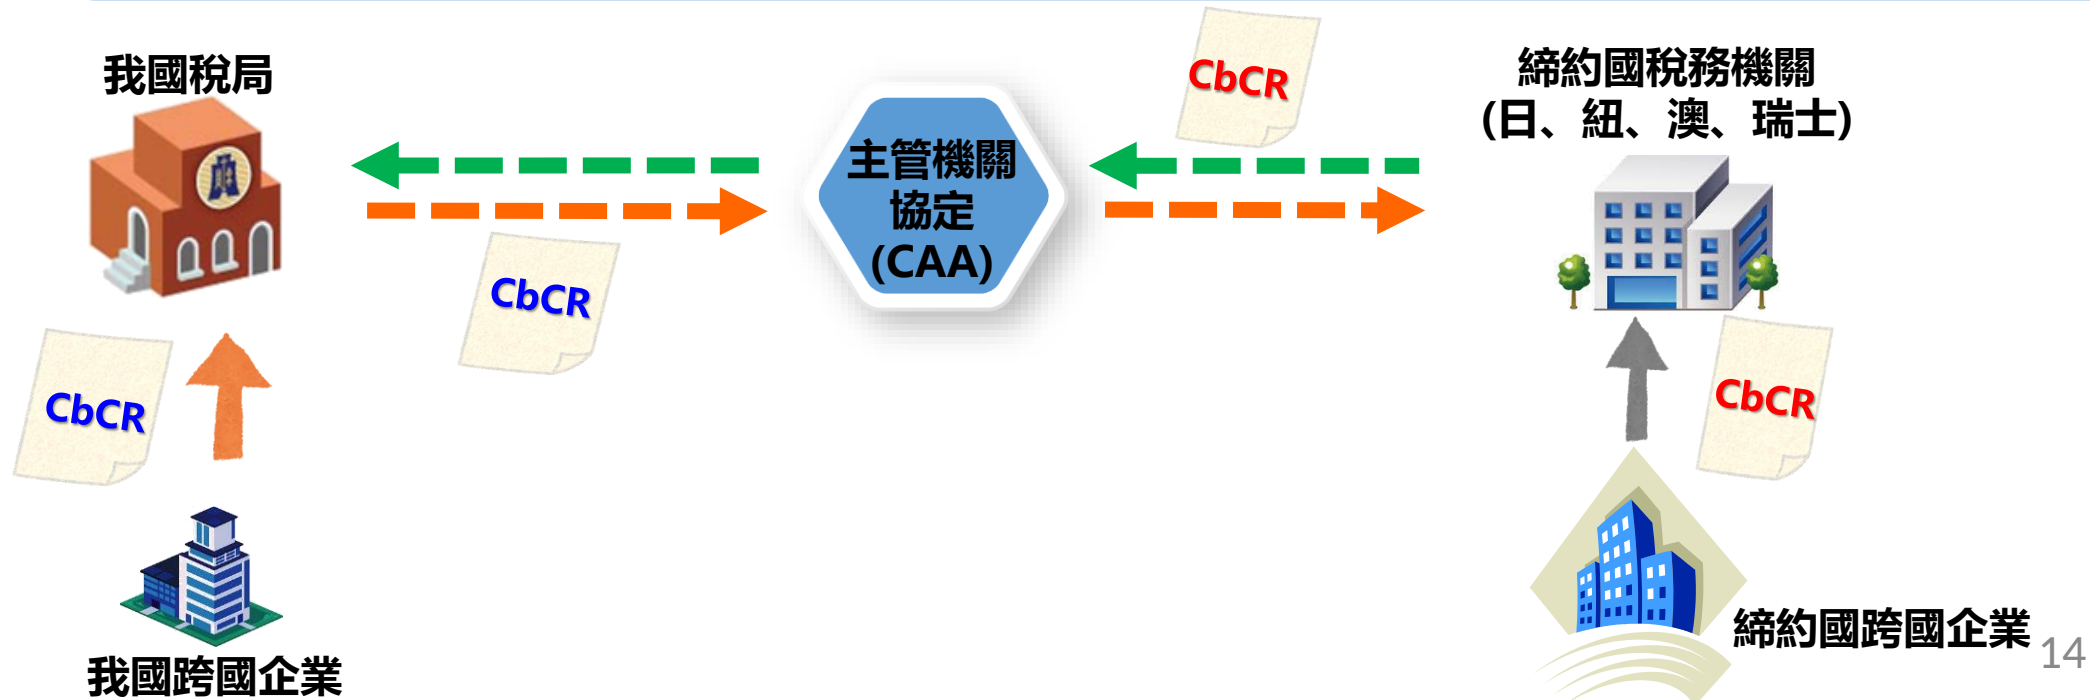 我國稅局
CbCR
締約國稅務機關
(日、紐、澳、瑞士)
主管機關
協定
(CAA)
CbCR
CbCR
CbCR
我國跨國企業
締約國跨國企業
14